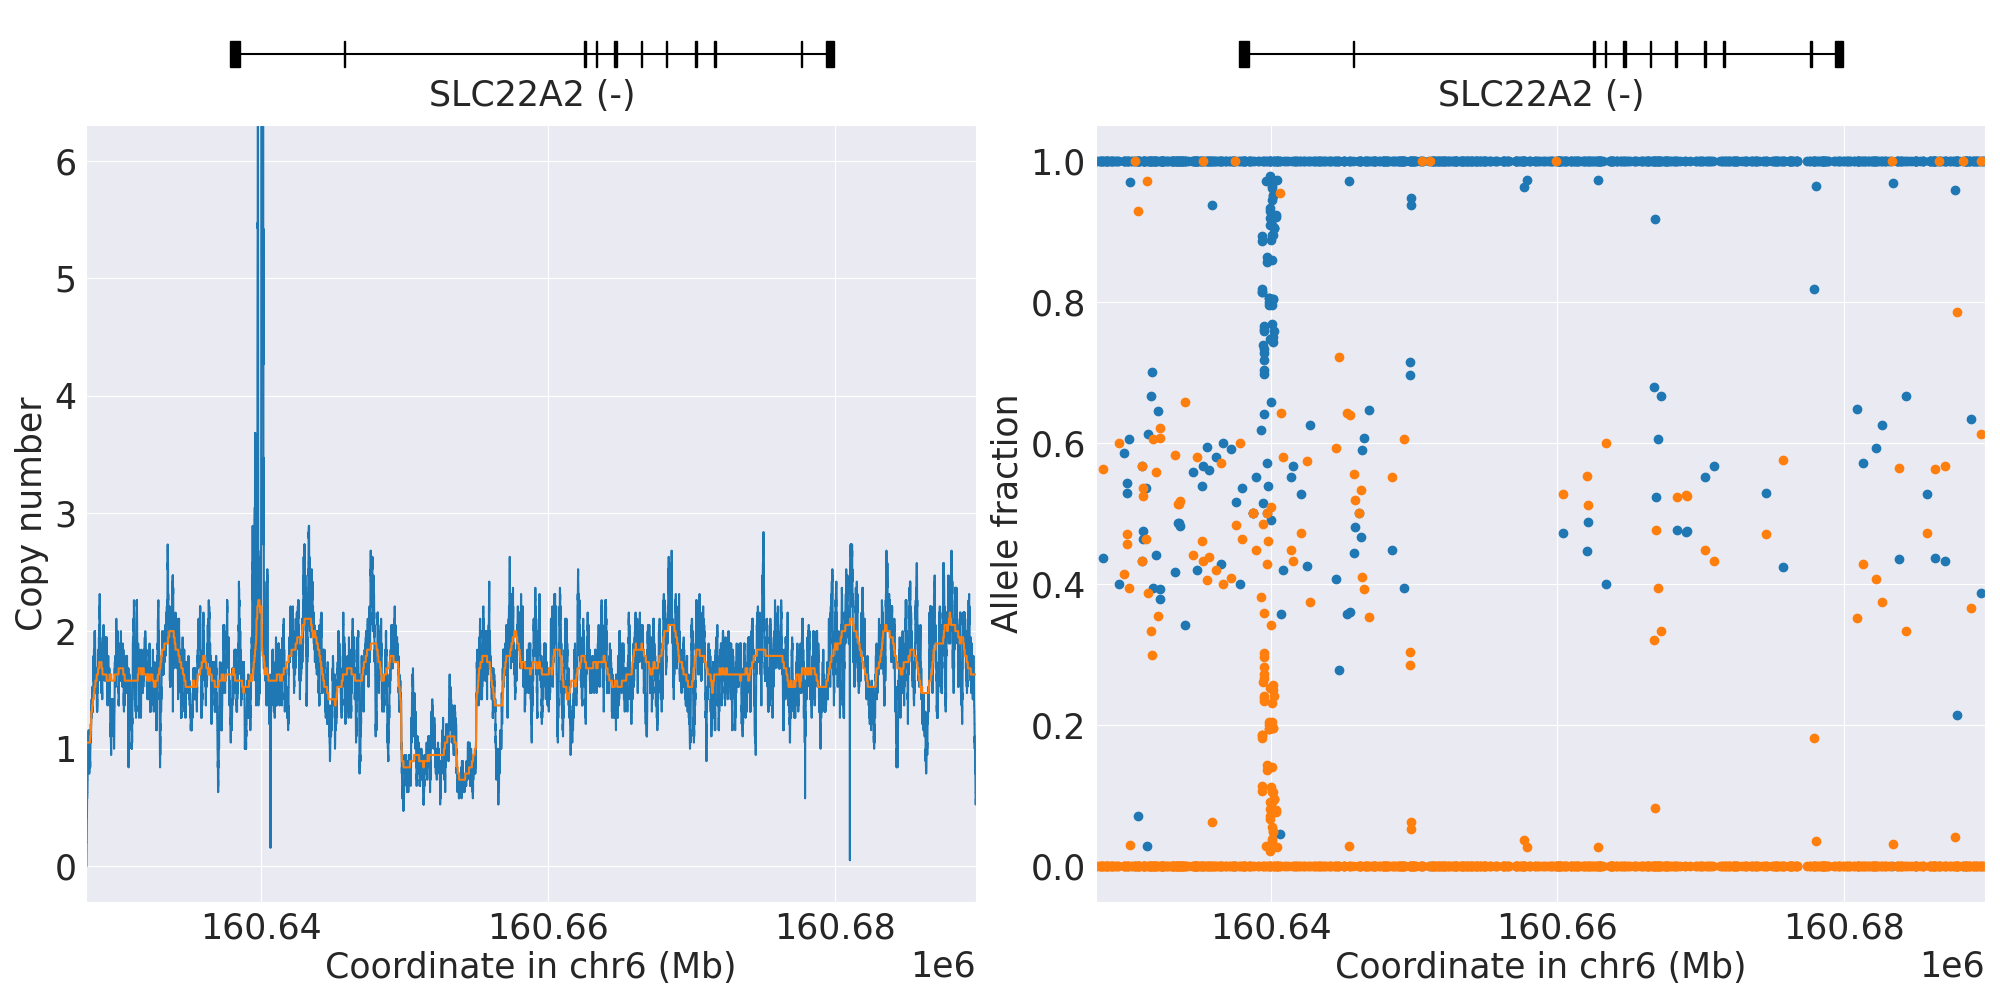 SLC22A2 (-)
Copy number
6
5
4
3
2
1
0
160.64
160.66
160.68
Coordinate in chr6 (Mb)
1e6
SLC22A2 (-)
Allele fraction
1.0
0.8
0.6
0.4
0.2
0.0
160.64
160.66
160.68
Coordinate in chr6 (Mb)
1e6